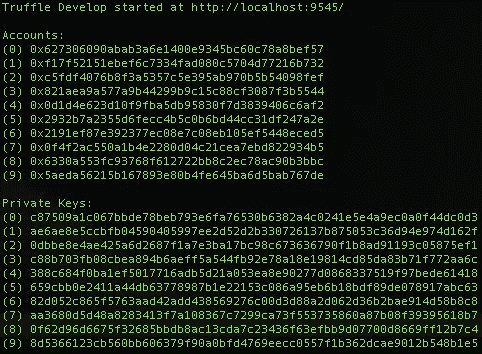 Truffle Develop started at http://localhost:9545/
Accounts:
(0) 0x627306090abab3a6e1400e9345bc60c78a8bef57
(1) 0xf17f52151ebef6c7334fad080c5704d77216b732
(2) 0xc5fdf4076b8f3a5357c5e395ab970b5b54098fef
(3) 0x821aea9a577a9b44299b9c15c88cf3087f3b5544
(4) 0x0d1d4e623d10f9fba5db95830f7d3839406c6af2
(5) 0x2932b7a2355d6fecc4b5c0b6bd44cc31df247a2e
(6) 0x2191ef87e392377ec08e7c08eb105ef5448eced5
(7) 0x0f4f2ac550a1b4e2280d04c21cea7ebd822934b5
(8) 0x6330a553fc93768f612722bb8c2ec78ac90b3bbc
(9) 0x5aeda56215b167893e80b4fe645ba6d5bab767de
Private Keys:
(0) c87509a1c067bbde78beb793e6fa76530b6382a4c0241e5e4a9ec0a0f44dc0d3
(1) ae6ae8e5ccbfb04590405997ee2d52d2b330726137b875053c36d94e974d162f
(2) 0dbbe8e4ae425a6d2687f1a7e3ba17bc98c673636790f1b8ad91193c05875ef1
(3) c88b703fb08cbea894b6aeff5a544fb92e78a18e19814cd85da83b71f772aa6c
(4) 388c684f0ba1ef5017716adb5d21a053ea8e90277d0868337519f97bede61418
(5) 659cbb0e2411a44db63778987b1e22153c086a95eb6b18bdf89de078917abc63
(6) 82d052c865f5763aad42add438569276c00d3d88a2d062d36b2bae914d58b8c8
(7) aa3680d5d48a8283413f7a108367c7299ca73f553735860a87b08f39395618b7
(8) 0f62d96d6675f32685bbdb8ac13cda7c23436f63efbb9d07700d8669ff12b7c4
(9) 8d5366123cb560bb606379f90a0bfd4769eecc0557f1b362dcae9012b548b1e5